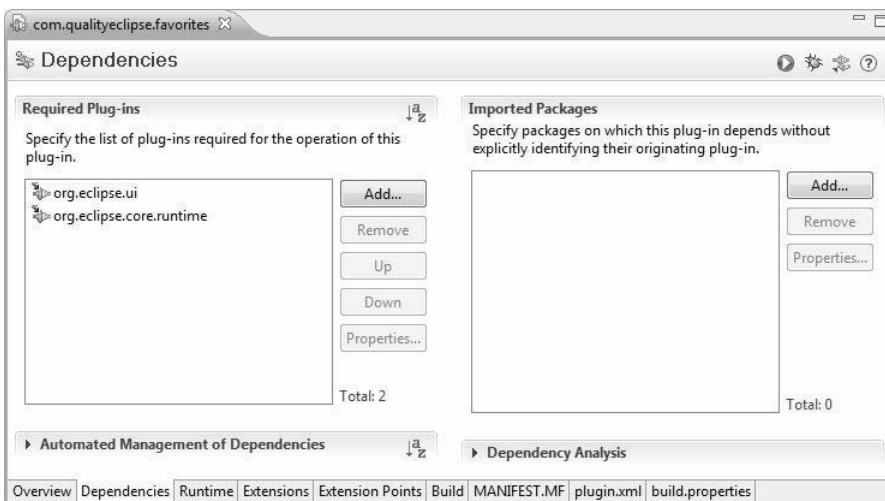 com.qualityeclipse.favorites
Dependencies
Required Plug-ins
Specify the list of plug-ins required for the operation of this
plug-in.
org.eclipse.ui
org.eclipse.core.runtime
Add...
Remove
Up
Down
Properties...
Total: 2
Automated Management of Dependencies
Imported Packages
Specify packages on which this plug-in depends without
explicitly identifying their originating plug-in.
Add...
Remove
Properties...
Total: 0
Dependency Analysis
Overview Dependencies Runtime Extensions Extension Points Build MANIFEST.MF plugin.xml build.properties